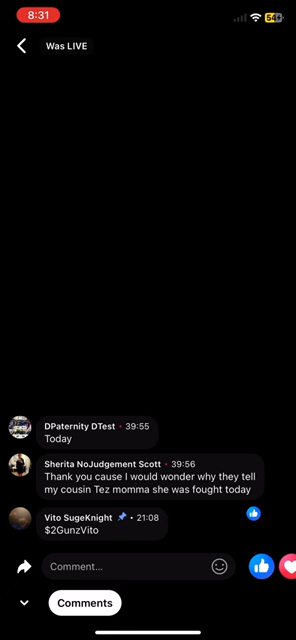 8:31
54
Was LIVE
DPaternity DTest • 39:55
Today
Sherita NoJudgement Scott • 39:56
Thank you cause I would wonder why they tell
my cousin Tez momma she was fought today
Vito SugeKnight • 21:08
$2GunzVito
Comment...
Comments